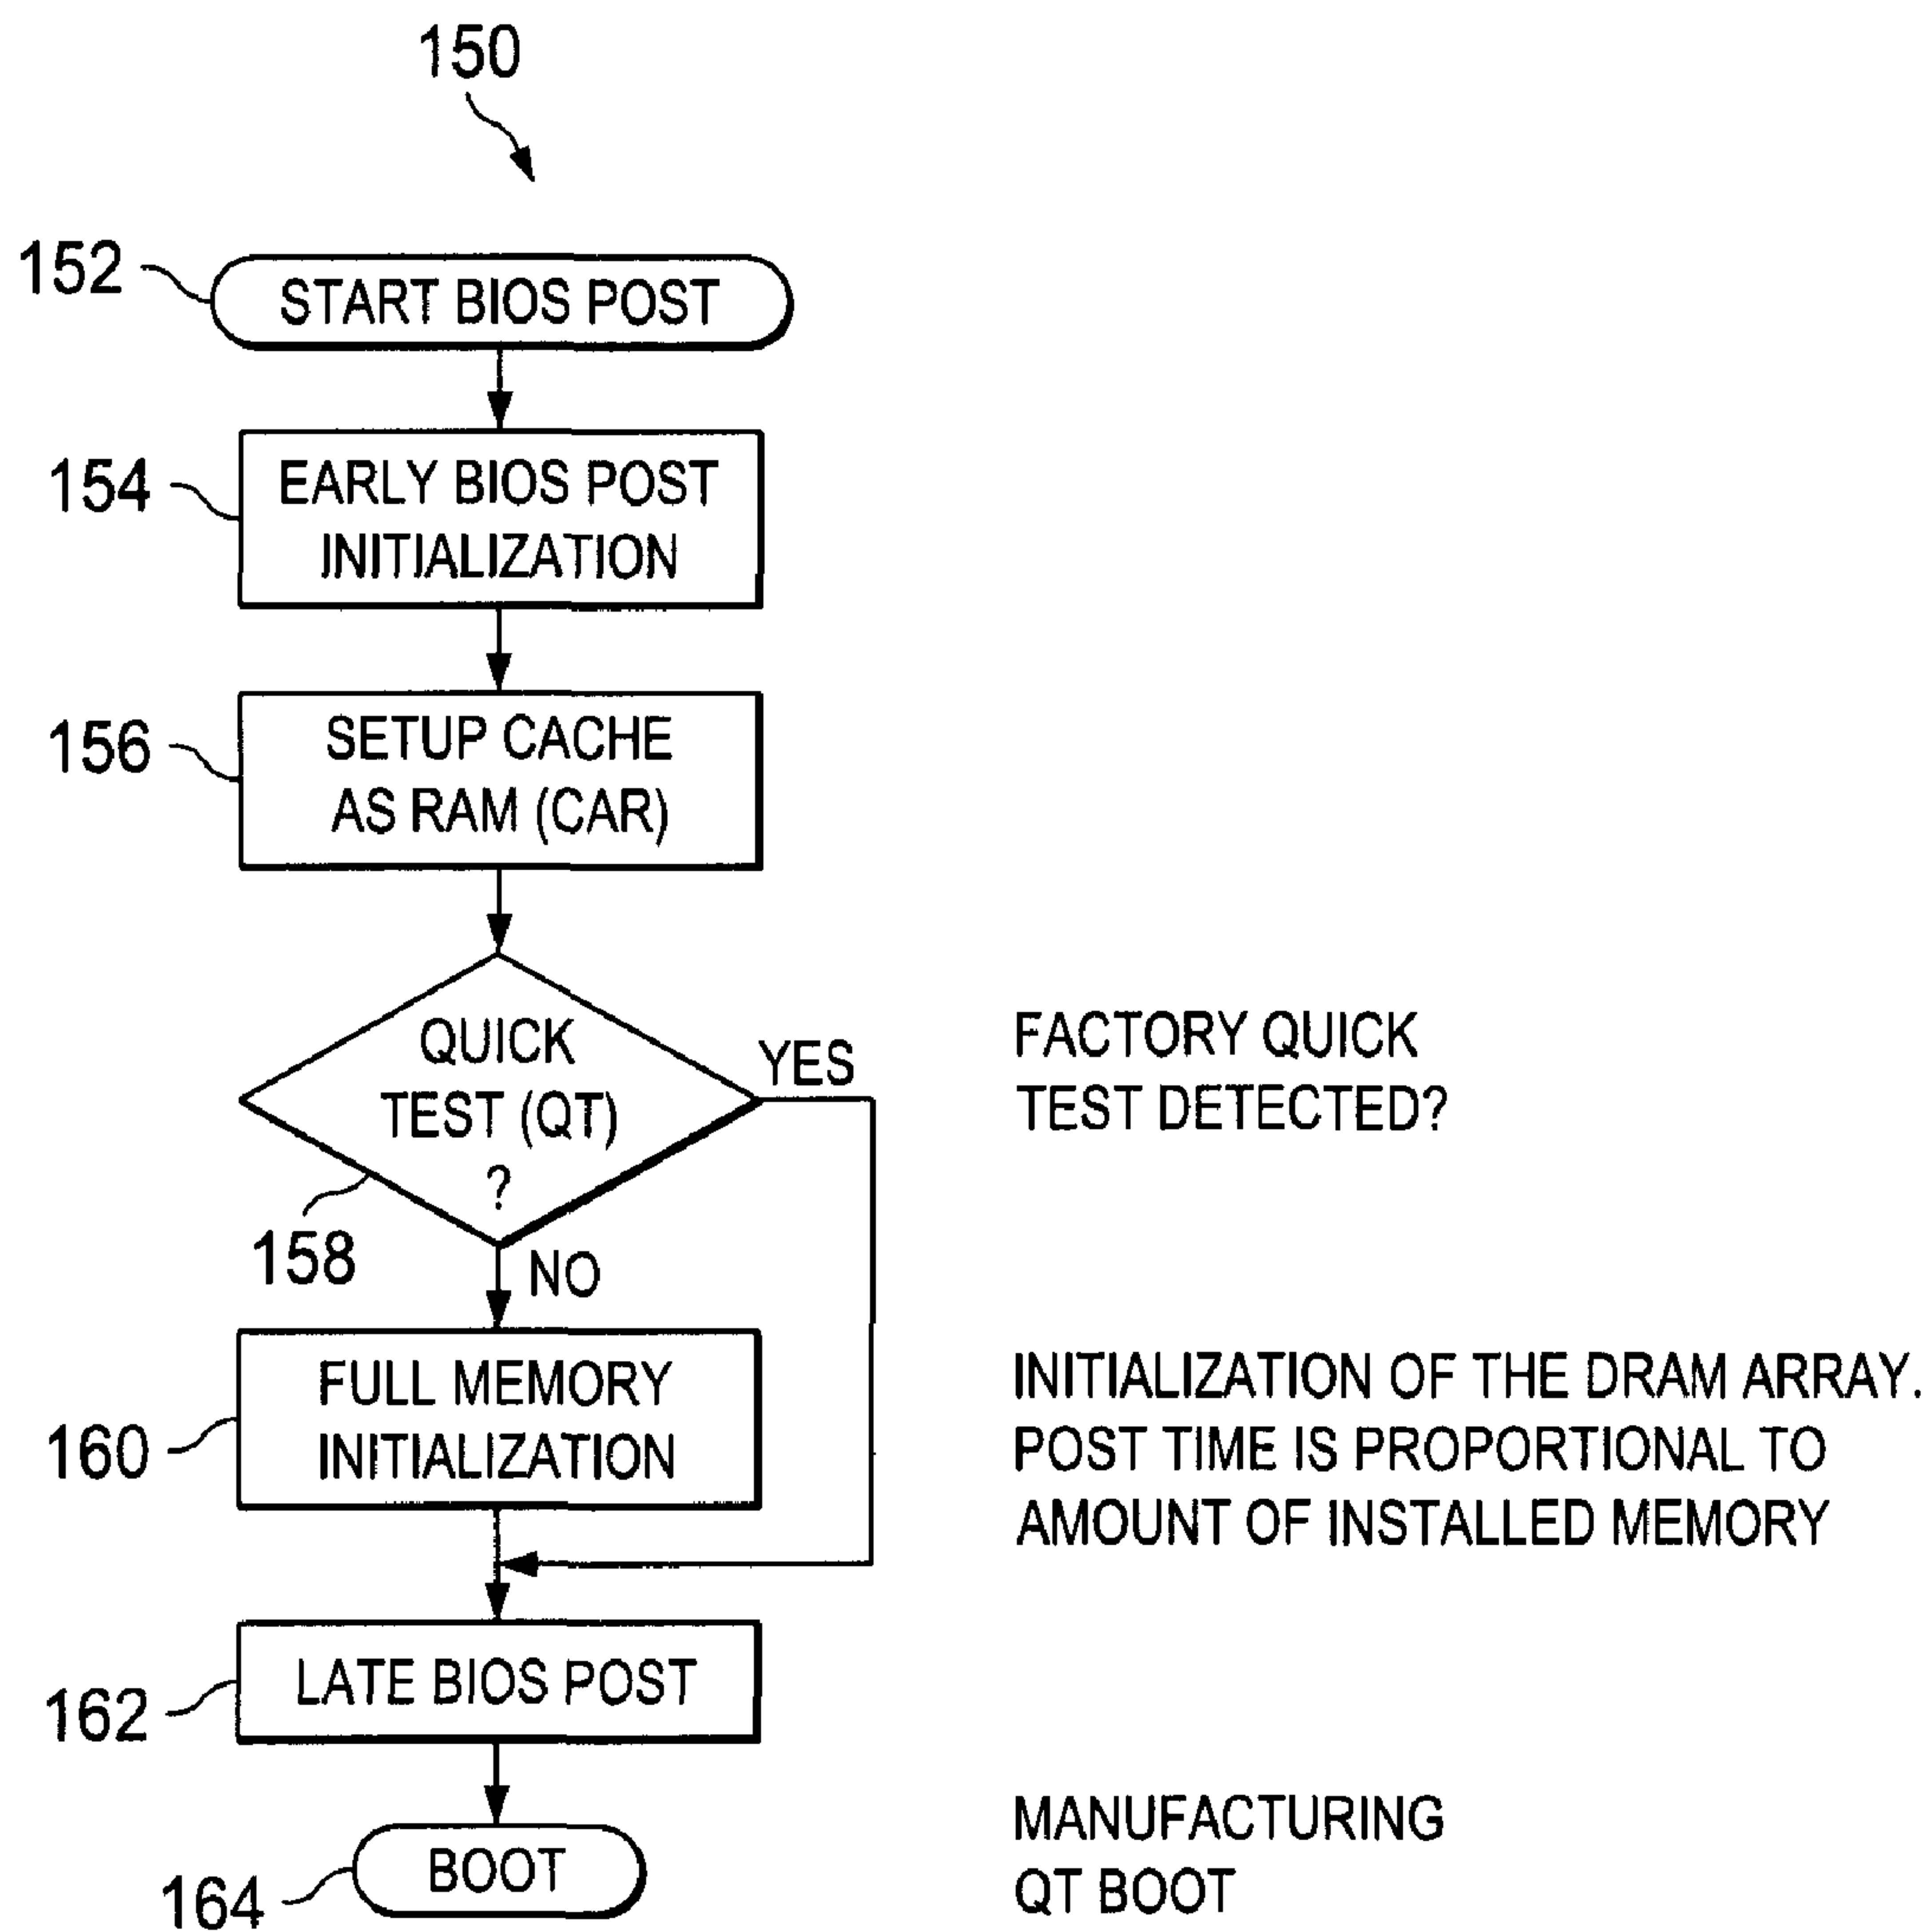 150
152
START BIOS POST
154
EARLY BIOS POST
INITIALIZATION
156
SETUP CACHE
AS RAM (CAR)
QUICK
TEST (QT)
?
YES
158
NO
FACTORY QUICK
TEST DETECTED?
160
FULL MEMORY
INITIALIZATION
INITIALIZATION OF THE DRAM ARRAY.
POST TIME IS PROPORTIONAL TO
AMOUNT OF INSTALLED MEMORY
162
LATE BIOS POST
164
BOOT
MANUFACTURING
QT BOOT